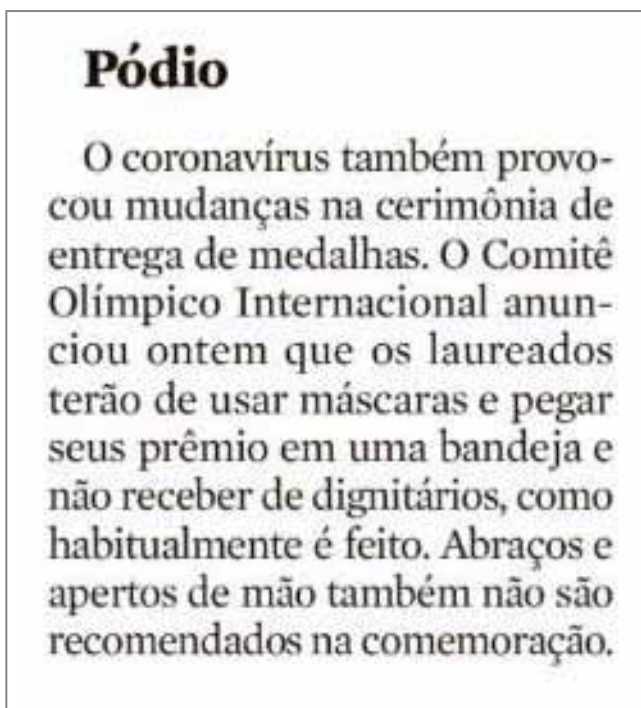 Pódio
O coronavírus também provo-
cou mudanças na cerimônia de
entrega de medalhas. O Comitê
Olímpico Internacional anun-
ciou ontem que os laureados
terão de usar máscaras e pegar
seus prêmio em uma bandeja e
não receber de dignitários, como
habitualmente é feito. Abraços e
apertos de mão também não são
recomendados na comemoração.